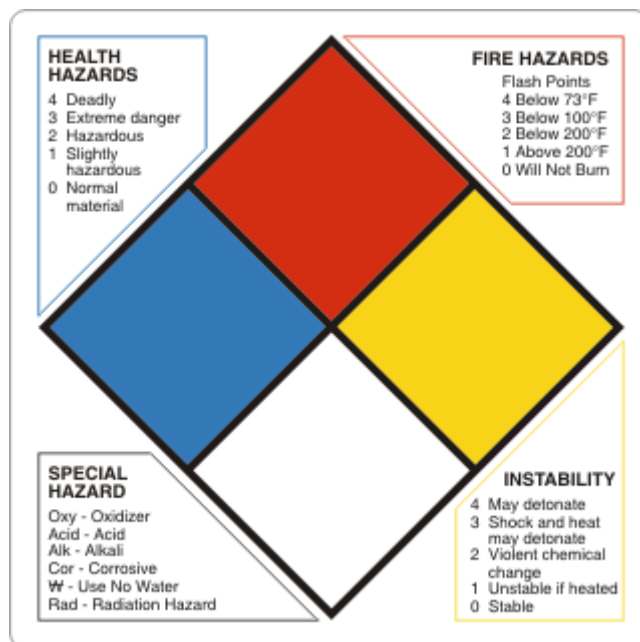 HEALTH
HAZARDS
4 Deadly
3 Extreme danger
2 Hazardous
1 Slightly
hazardous
0 Normal
material
FIRE HAZARDS
Flash Points
4 Below 73°F
3 Below 100°F
2 Below 200°F
1 Above 200°F
0 Will Not Burn
SPECIAL
HAZARD
Oxy - Oxidizer
Acid - Acid
Alk - Alkali
Cor - Corrosive
W̶ - Use No Water
Rad - Radiation Hazard
INSTABILITY
4 May detonate
3 Shock and heat
may detonate
2 Violent chemical
change
1 Unstable if heated
0 Stable